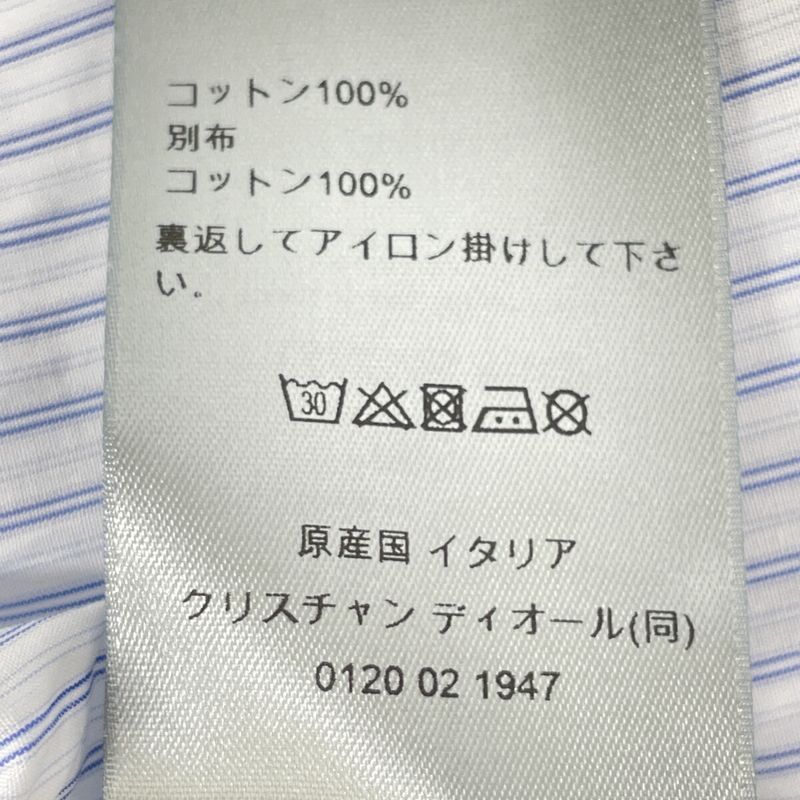 コットン100%
別布
コットン100%
裏返してアイロン掛けして下さ
い。
30
原産国 イタリア
クリスチャン ディオール(同)
0120 02 1947